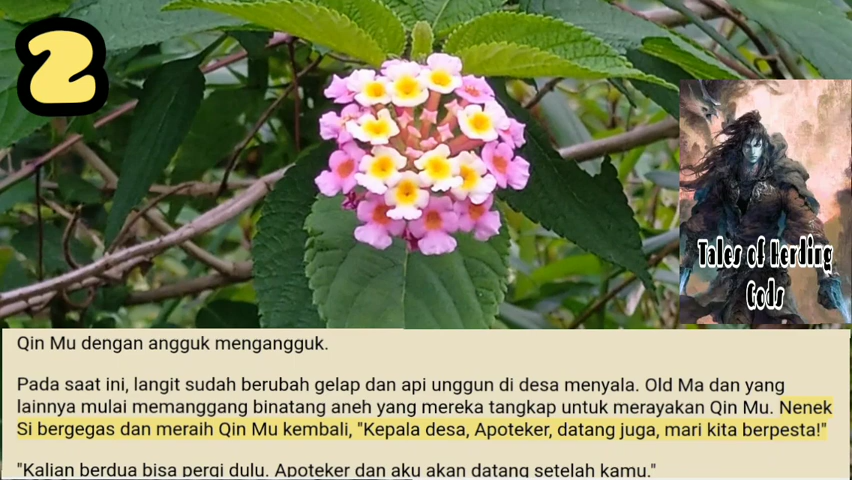 2
Tales of Herding
Gods
Qin Mu dengan angguk mengangguk.
Pada saat ini, langit sudah berubah gelap dan api unggun di desa menyala. Old Ma dan yang
lainnya mulai memanggang binatang aneh yang mereka tangkap untuk merayakan Qin Mu. Nenek
Si bergegas dan meraih Qin Mu kembali, "Kepala desa, Apoteker, datang juga, mari kita berpesta!"
"Kalian berdua bisa pergi dulu. Apoteker dan aku akan datang setelah kamu."